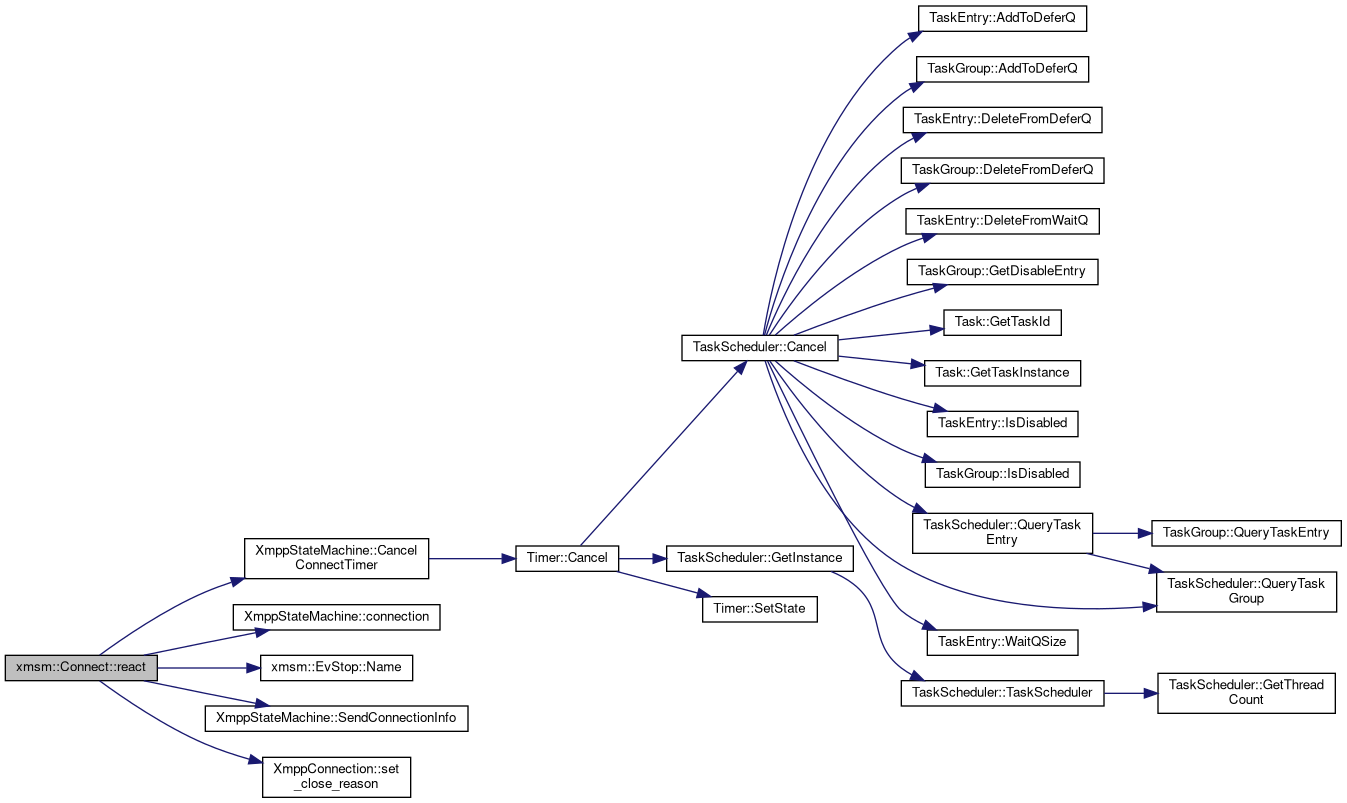 TaskEntry::AddToDeferQ
TaskGroup::AddToDeferQ
TaskEntry::DeleteFromDeferQ
TaskGroup::DeleteFromDeferQ
TaskEntry::DeleteFromWaitQ
TaskGroup::GetDisableEntry
Task::GetTaskId
TaskScheduler::Cancel
Task::GetTaskInstance
TaskEntry::IsDisabled
TaskGroup::IsDisabled
TaskScheduler::QueryTask
Entry
TaskGroup::QueryTaskEntry
XmppStateMachine::Cancel
ConnectTimer
Timer::Cancel
TaskScheduler::GetInstance
TaskScheduler::QueryTask
Group
Timer::SetState
XmppStateMachine::connection
TaskEntry::WaitQSize
xmsm::Connect::react
xmsm::EvStop::Name
TaskScheduler::TaskScheduler
TaskScheduler::GetThread
Count
XmppStateMachine::SendConnectionInfo
XmppConnection::set
_close_reason